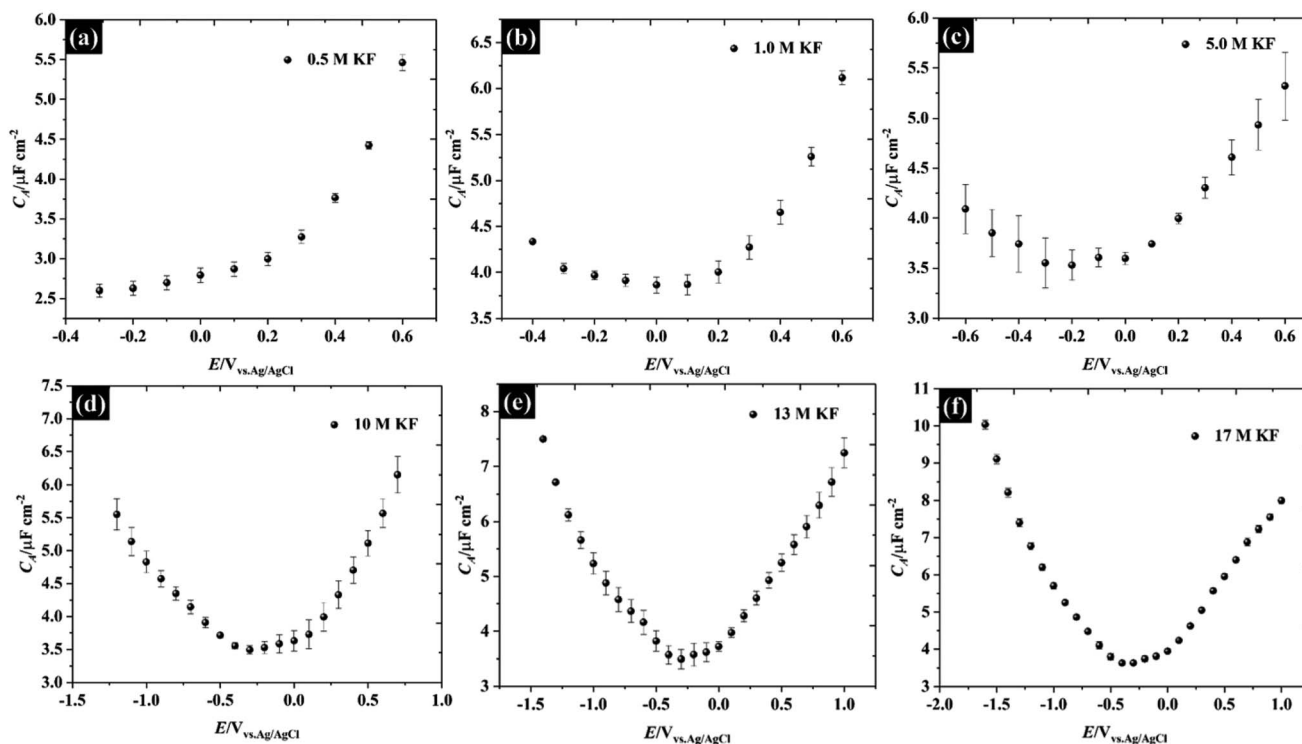 (a)
0.5 M KF
6.0
5.5
5.0
4.5
4.0
3.5
3.0
2.5
C_A/μF cm⁻²
-0.4 -0.2 0.0 0.2 0.4 0.6
E/V vs.Ag/AgCl
(b)
1.0 M KF
6.5
6.0
5.5
5.0
4.5
4.0
3.5
C_A/μF cm⁻²
-0.4 -0.2 0.0 0.2 0.4 0.6
E/V vs.Ag/AgCl
(c)
5.0 M KF
6.0
5.5
5.0
4.5
4.0
3.5
3.0
C_A/μF cm⁻²
-0.6 -0.4 -0.2 0.0 0.2 0.4 0.6
E/V vs.Ag/AgCl
(d)
10 M KF
7.5
7.0
6.5
6.0
5.5
5.0
4.5
4.0
3.5
3.0
C_A/μF cm⁻²
-1.5 -1.0 -0.5 0.0 0.5 1.0
E/V vs.Ag/AgCl
(e)
13 M KF
8
7
6
5
4
3
C_A/μF cm⁻²
-1.5 -1.0 -0.5 0.0 0.5 1.0
E/V vs.Ag/AgCl
(f)
17 M KF
11
10
9
8
7
6
5
4
3
C_A/μF cm⁻²
-2.0 -1.5 -1.0 -0.5 0.0 0.5 1.0
E/V vs.Ag/AgCl